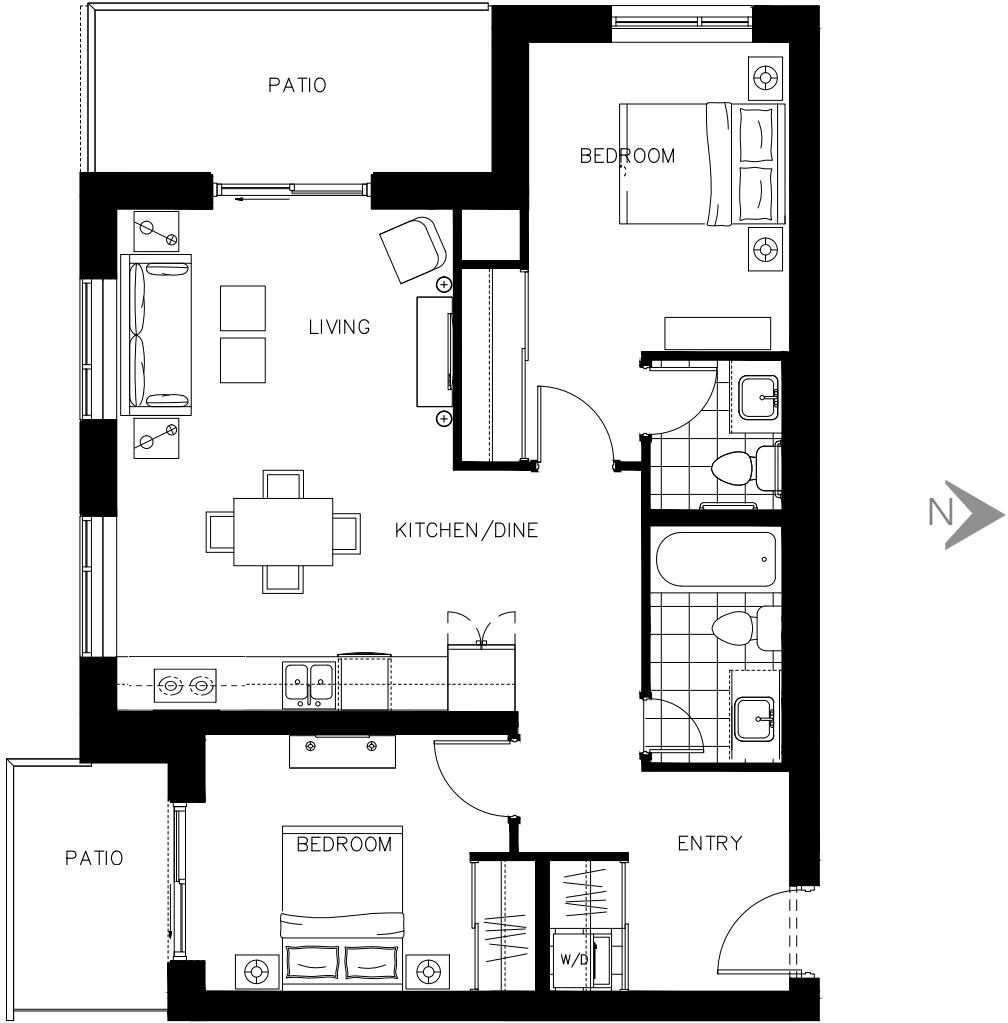 PATIO
BEDROOM
LIVING
N
KITCHEN/DINE
BEDROOM
ENTRY
PATIO
W/D